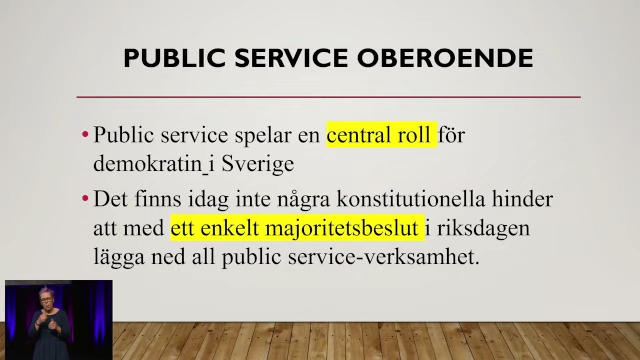 PUBLIC SERVICE OBEROENDE
• Public service spelar en central roll för
demokratin i Sverige
• Det finns idag inte några konstitutionella hinder
att med ett enkelt majoritetsbeslut i riksdagen
lägga ned all public service-verksamhet.